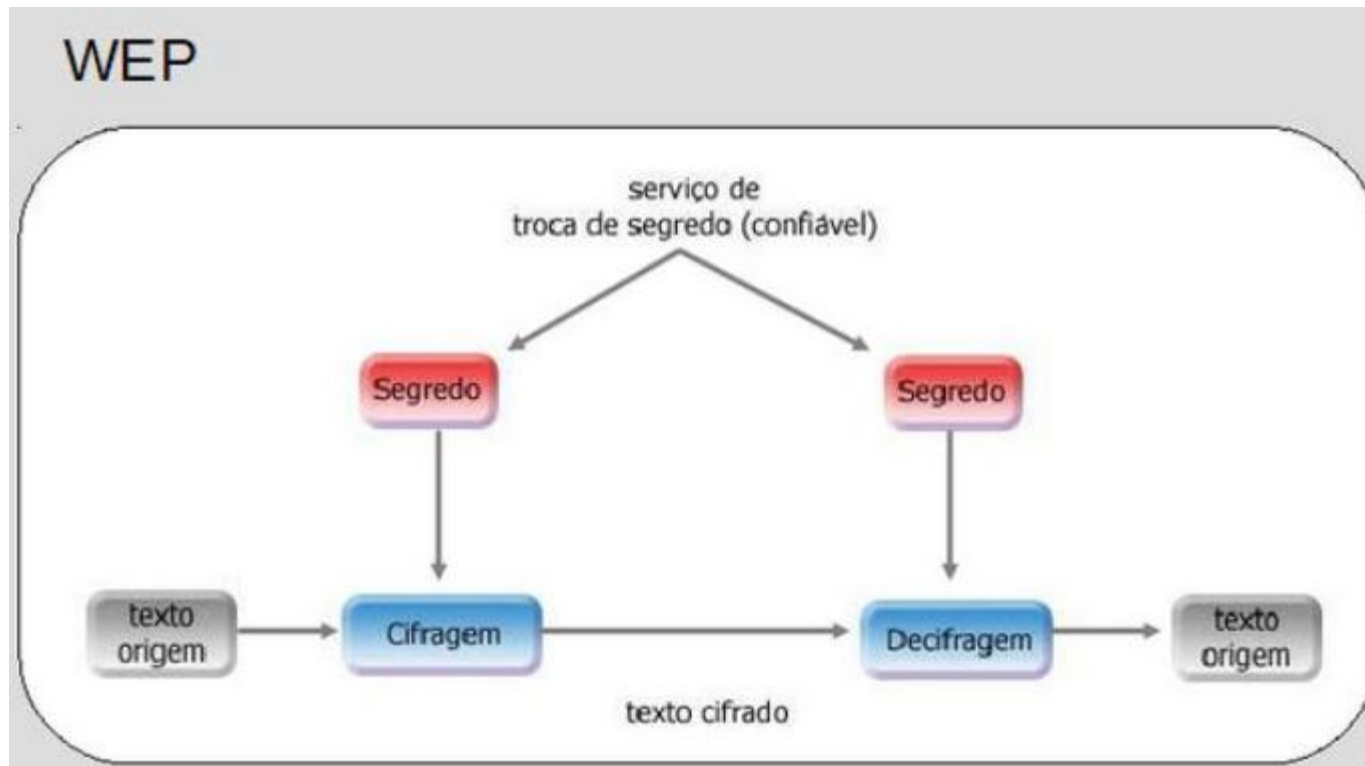 WEP
serviço de
troca de segredo (confiável)
Segredo
Segredo
texto
origem
Cifragem
Decifragem
texto
origem
texto cifrado